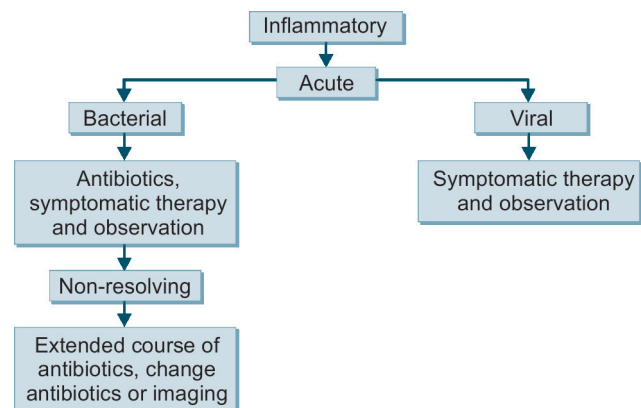 Inflammatory
Acute
Bacterial
Viral
Antibiotics,
symptomatic therapy
and observation
Symptomatic therapy
and observation
Non-resolving
Extended course of
antibiotics, change
antibiotics or imaging